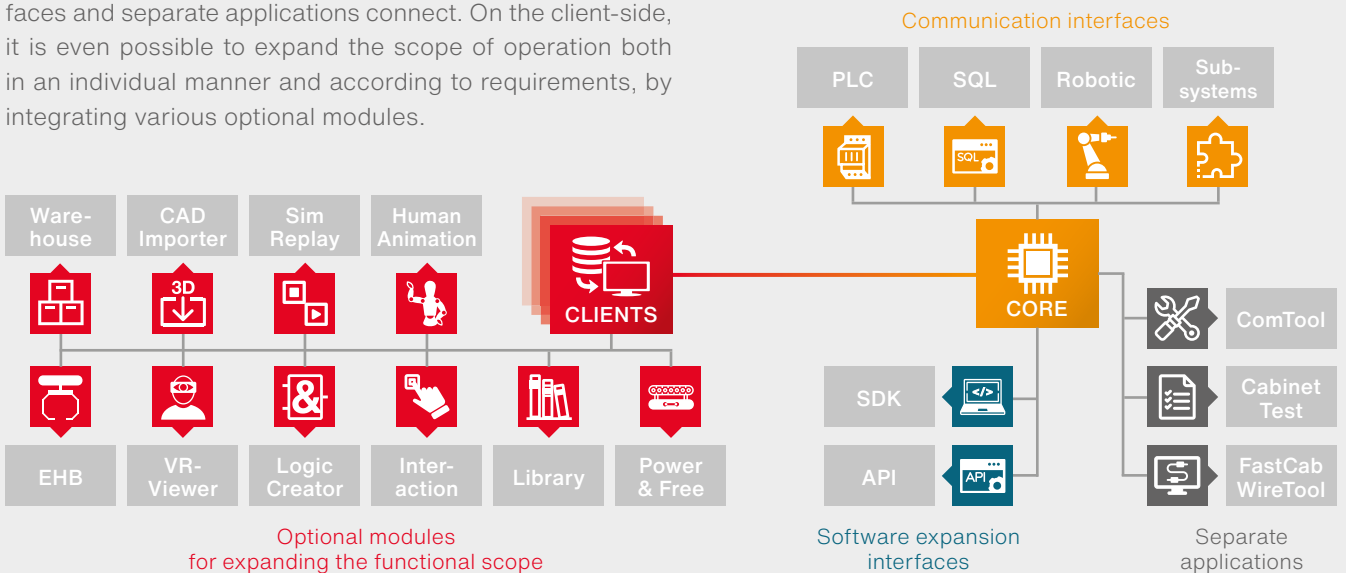 faces and separate applications connect. On the client-side,
it is even possible to expand the scope of operation both
in an individual manner and according to requirements, by
integrating various optional modules.
Communication interfaces
PLC
SQL
Robotic
Sub-
systems
SQL
Ware-
house
CAD
Importer
Sim
Replay
Human
Animation
3D
CLIENTS
CORE
ComTool
SDK
</>
Cabinet
Test
&
EHB
VR-
Viewer
Logic
Creator
Inter-
action
Library
Power
& Free
API
API
FastCab
WireTool
Optional modules
for expanding the functional scope
Software expansion
interfaces
Separate
applications